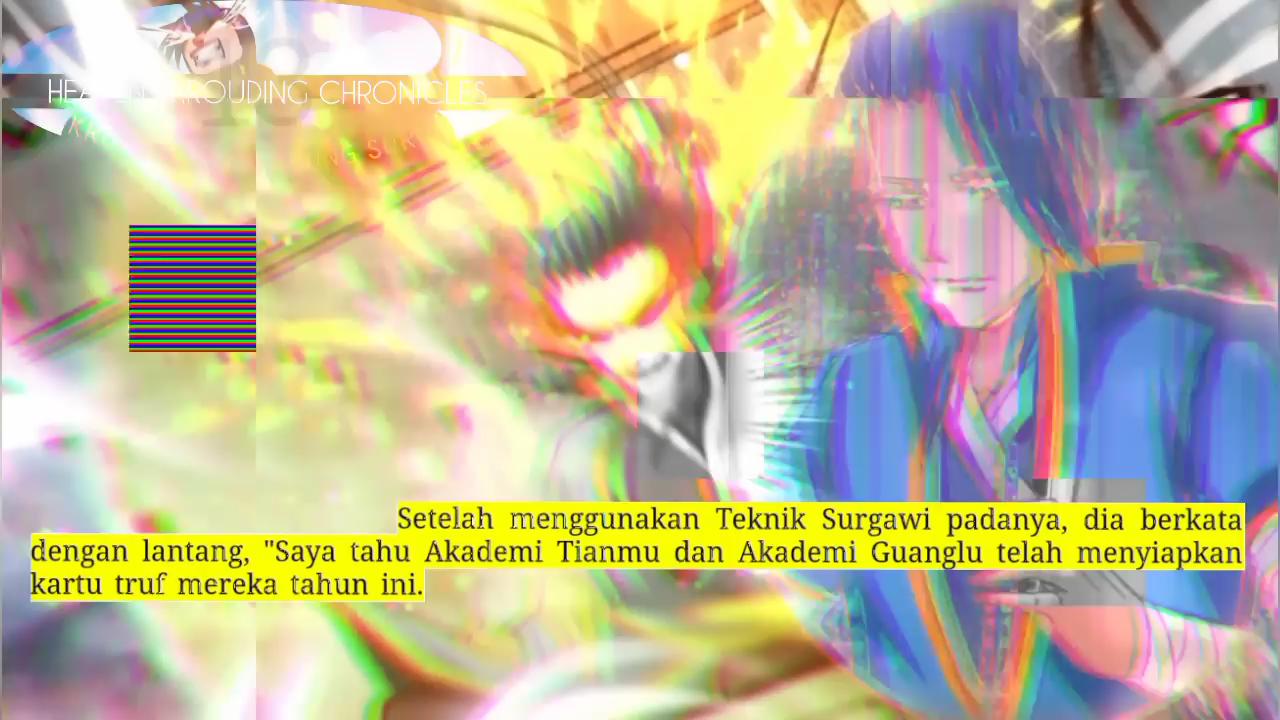 CHRONICLES
Setelah menggunakan Teknik Surgawi padanya, dia berkata
dengan lantang, "Saya tahu Akademi Tianmu dan Akademi Guanglu telah menyiapkan
kartu truf mereka tahun ini.